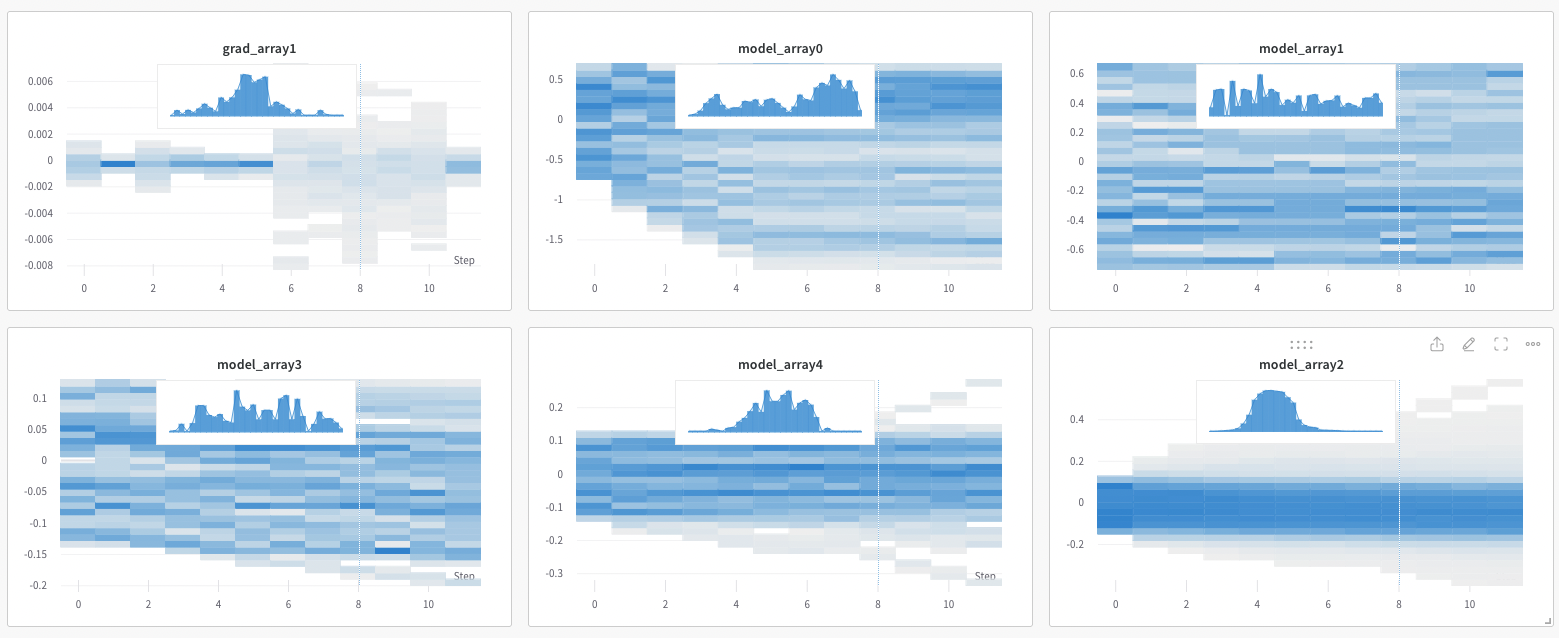 grad_array1
0.006
0.004
0.002
0
-0.002
-0.004
-0.006
-0.008
Step
0 2 4 6 8 10
model_array0
0.5
0
-0.5
-1
-1.5
0 2 4 6 8 10
model_array1
0.6
0.4
0.2
0
-0.2
-0.4
-0.6
0 2 4 6 8 10
model_array3
0.1
0.05
0
-0.05
-0.1
-0.15
-0.2
Step
0 2 4 6 8 10
model_array4
0.2
0.1
0
-0.1
-0.2
-0.3
Step
0 2 4 6 8 10
model_array2
0.4
0.2
0
-0.2
0 2 4 6 8 10